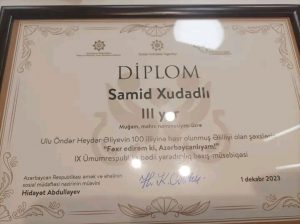 DİPLOM
Samid Xudadlı
III yer
Muğam, mahnı nominasiyası üzrə
Ulu Öndər Heydər Əliyevin 100 illiyinə həsr olunmuş Əlilliyi olan şəxslərin
"Fəxr edirəm ki, Azərbaycanlıyam!"
IX Ümumrespublika bədii yaradıcılıq baxış-müsabiqəsi
Azərbaycan Respublikası əmək və əhalinin
sosial müdafiəsi nazirinin müavini
Hidayət Abdullayev
1 dekabr 2023